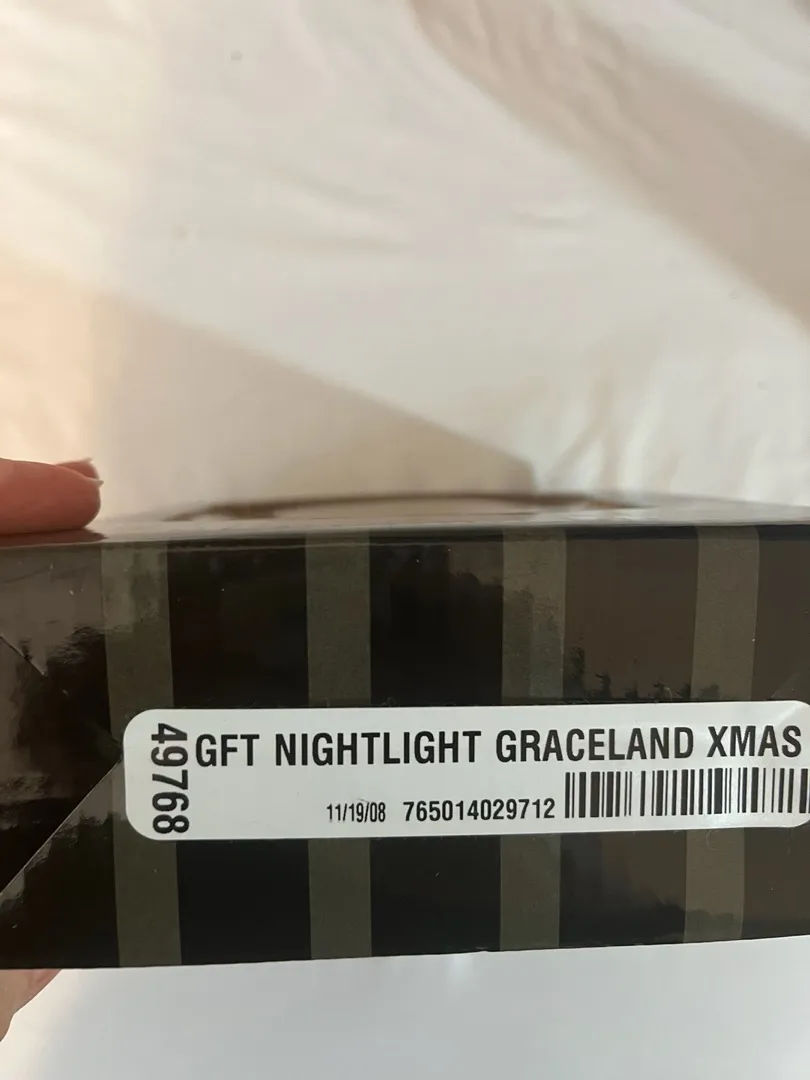 49768
GFT NIGHTLIGHT GRACELAND XMAS
11/19/08 765014029712